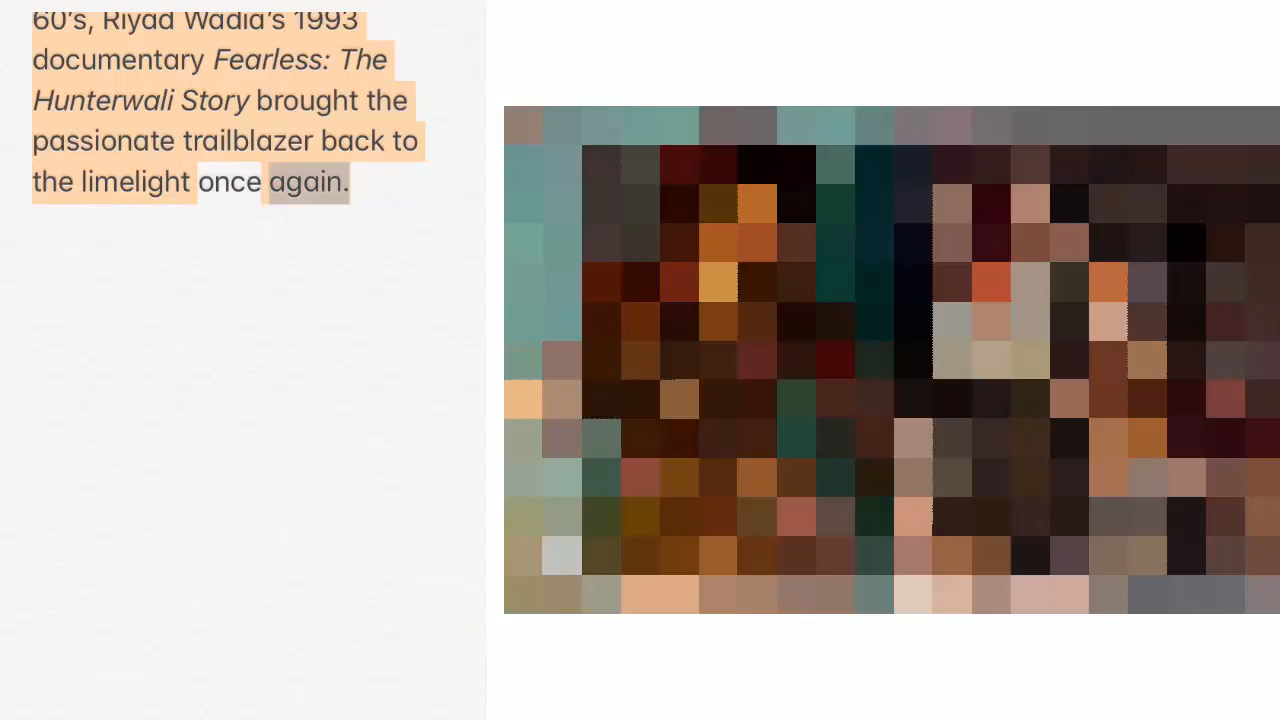 60's, Riyad Wadia's 1993
documentary Fearless: The
Hunterwali Story brought the
passionate trailblazer back to
the limelight once again.